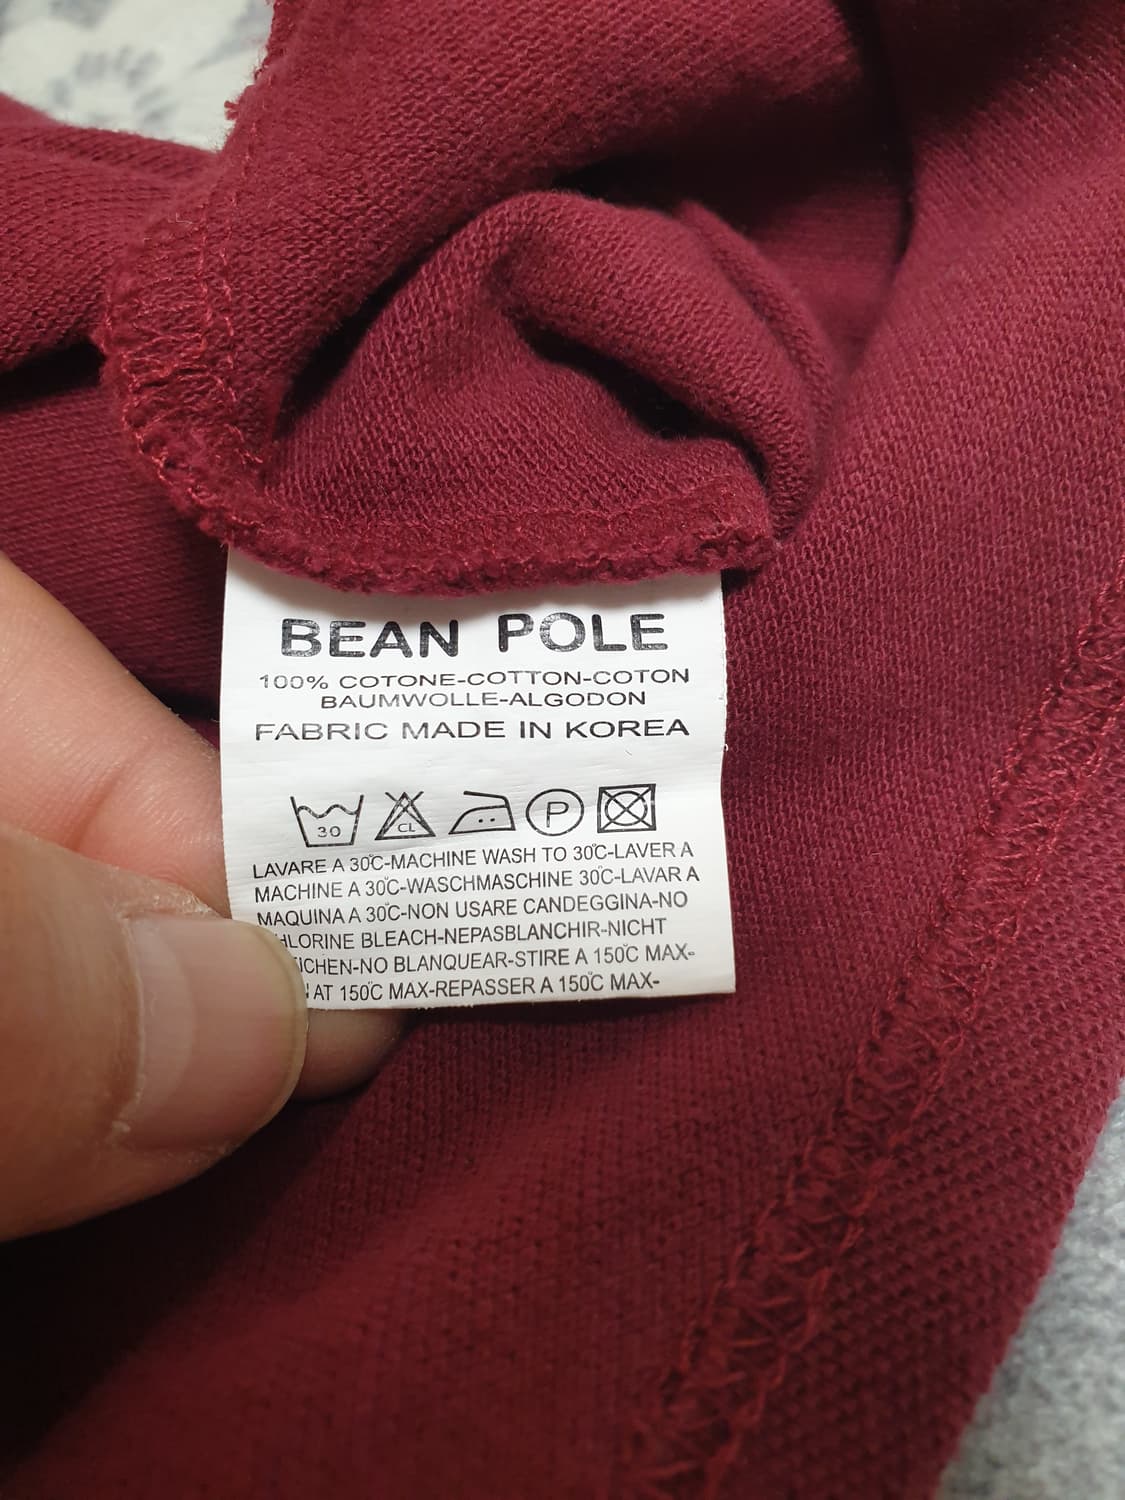 BEAN POLE
100% COTONE-COTTON-COTON
BAUMWOLLE-ALGODON
FABRIC MADE IN KOREA
30 CL P
LAVARE A 30°C-MACHINE WASH TO 30°C-LAVER A
MACHINE A 30°C-WASCHMASCHINE 30°C-LAVAR A
MAQUINA A 30°C-NON USARE CANDEGGINA-NO
HLORINE BLEACH-NEPASBLANCHIR-NICHT
ICHEN-NO BLANQUEAR-STIRE A 150°C MAX-
AT 150°C MAX-REPASSER A 150°C MAX-